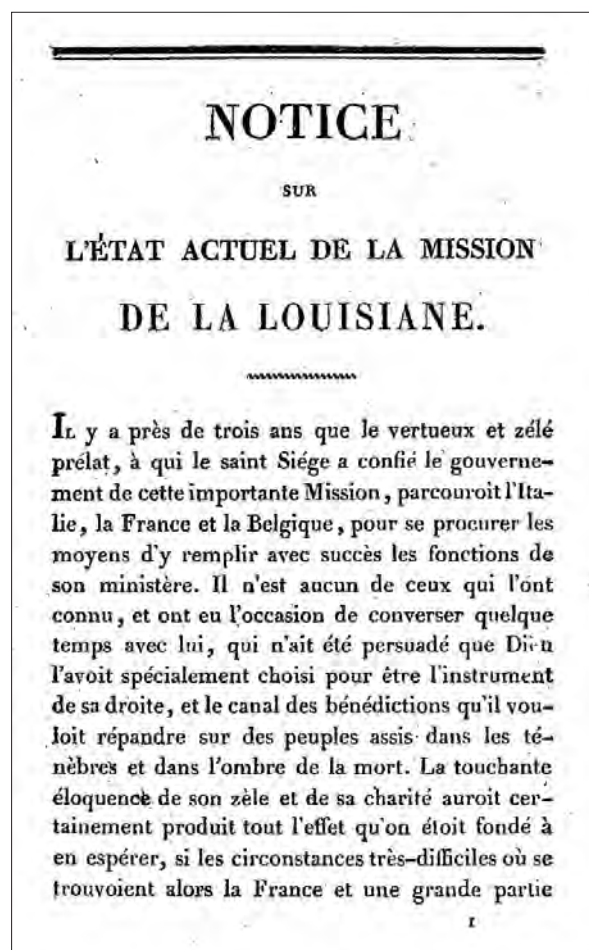 NOTICE
SUR
L'ÉTAT ACTUEL DE LA MISSION
DE LA LOUISIANE.
IL y a près de trois ans que le vertueux et zélé
prélat, à qui le saint Siége a confié le gouverne-
ment de cette importante Mission, parcouroit l'Ita-
lie, la France et la Belgique, pour se procurer les
moyens d'y remplir avec succès les fonctions de
son ministère. Il n'est aucun de ceux qui l'ont
connu, et ont eu l'occasion de converser quelque
temps avec lui, qui n'ait été persuadé que Dieu
l'avoit spécialement choisi pour être l'instrument
de sa droite, et le canal des bénédictions qu'il vou-
loit répandre sur des peuples assis dans les té-
nèbres et dans l'ombre de la mort. La touchante
éloquence de son zèle et de sa charité auroit cer-
tainement produit tout l'effet qu'on étoit fondé à
en espérer, si les circonstances très-difficiles où se
trouvoient alors la France et une grande partie
1